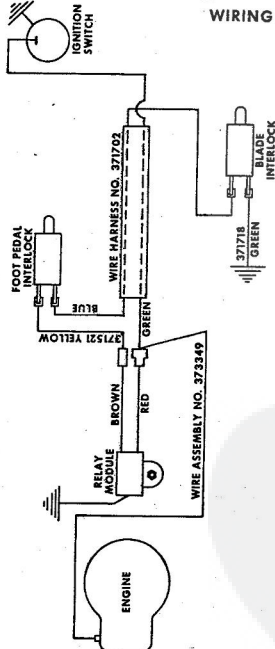 WIRING
IGNITION
SWITCH
WIRE HARNESS NO. 371702
BLADE
INTERLOCK
371718
GREEN
FOOT PEDAL
INTERLOCK
BLUE
371521 YELLOW
GREEN
BROWN
RED
WIRE ASSEMBLY NO. 373349
RELAY
MODULE
ENGINE